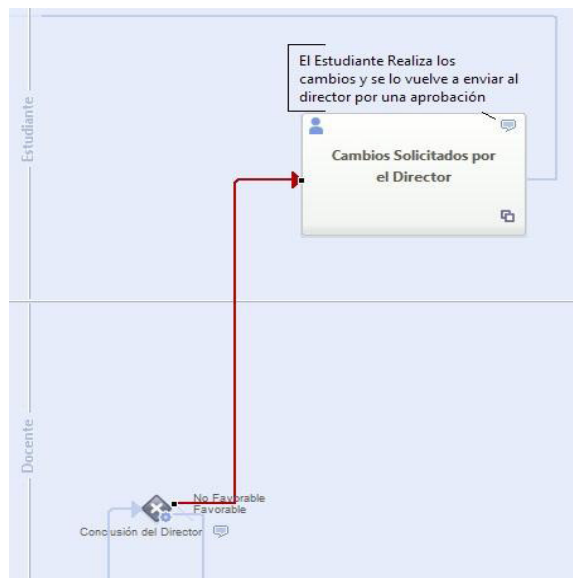 El Estudiante Realiza los
cambios y se lo vuelve a enviar al
director por una aprobación
Estudiante
Cambios Solicitados por
el Director
Docente
No Favorable
Favorable
Conclusión del Director